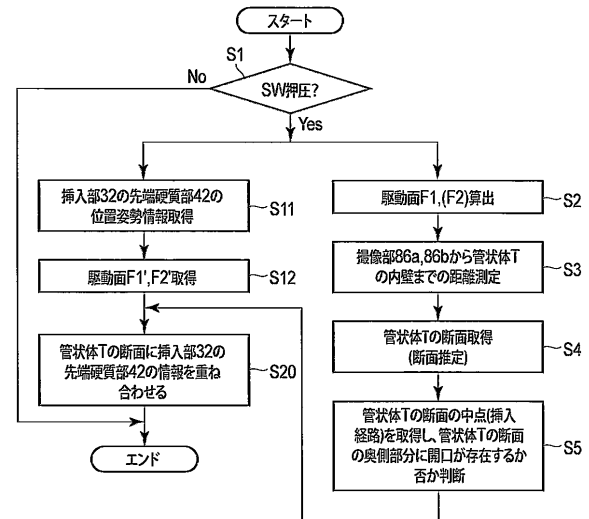 スタート
S1
No
SW押圧?
Yes
挿入部32の先端硬質部42の
位置姿勢情報取得
S11
駆動面F1',F2'取得
S12
管状体Tの断面に挿入部32の
先端硬質部42の情報を重ね
合わせる
S20
エンド
駆動面F1,(F2)算出
S2
撮像部86a,86bから管状体T
の内壁までの距離測定
S3
管状体Tの断面取得
(断面推定)
S4
管状体Tの断面の中点(挿入
経路)を取得し、管状体Tの断面
の奥側部分に開口が存在するか
否か判断
S5